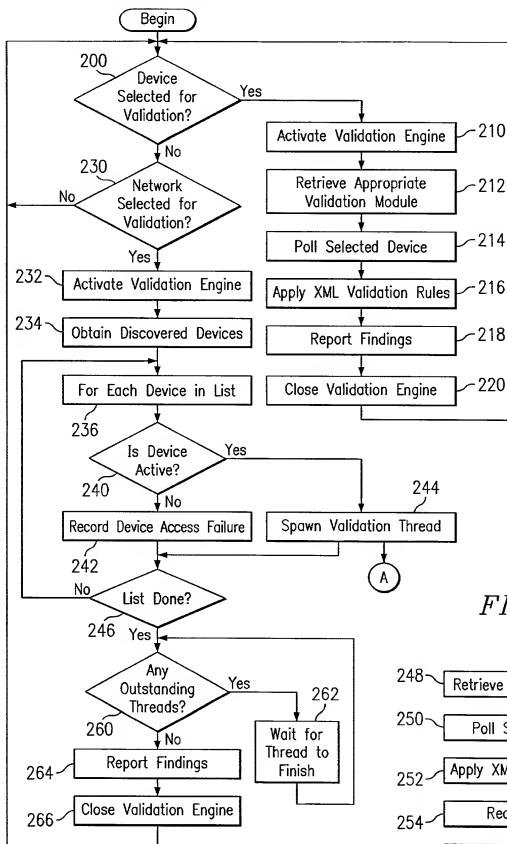 Begin
200
Device
Selected for
Validation?
Yes
No
210
Activate Validation Engine
212
Retrieve Appropriate
Validation Module
214
Poll Selected Device
216
Apply XML Validation Rules
218
Report Findings
220
Close Validation Engine
230
No
Network
Selected for
Validation?
Yes
232
Activate Validation Engine
234
Obtain Discovered Devices
For Each Device in List
236
Is Device
Active?
Yes
240
No
244
Record Device Access Failure
Spawn Validation Thread
242
A
No
List Done?
246
Yes
Any
Outstanding
Threads?
Yes
260
No
262
Wait for
Thread to
Finish
264
Report Findings
266
Close Validation Engine
248
Retrieve
250
Poll S
252
Apply XM
254